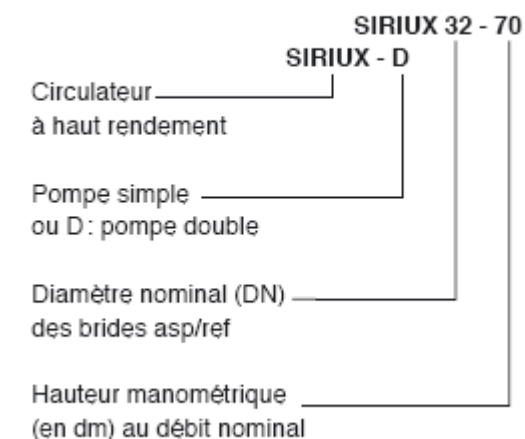 SIRIUX 32 - 70
SIRIUX - D
Circulateur
à haut rendement
Pompe simple
ou D : pompe double
Diamètre nominal (DN)
des brides asp/ref
Hauteur manométrique
(en dm) au débit nominal